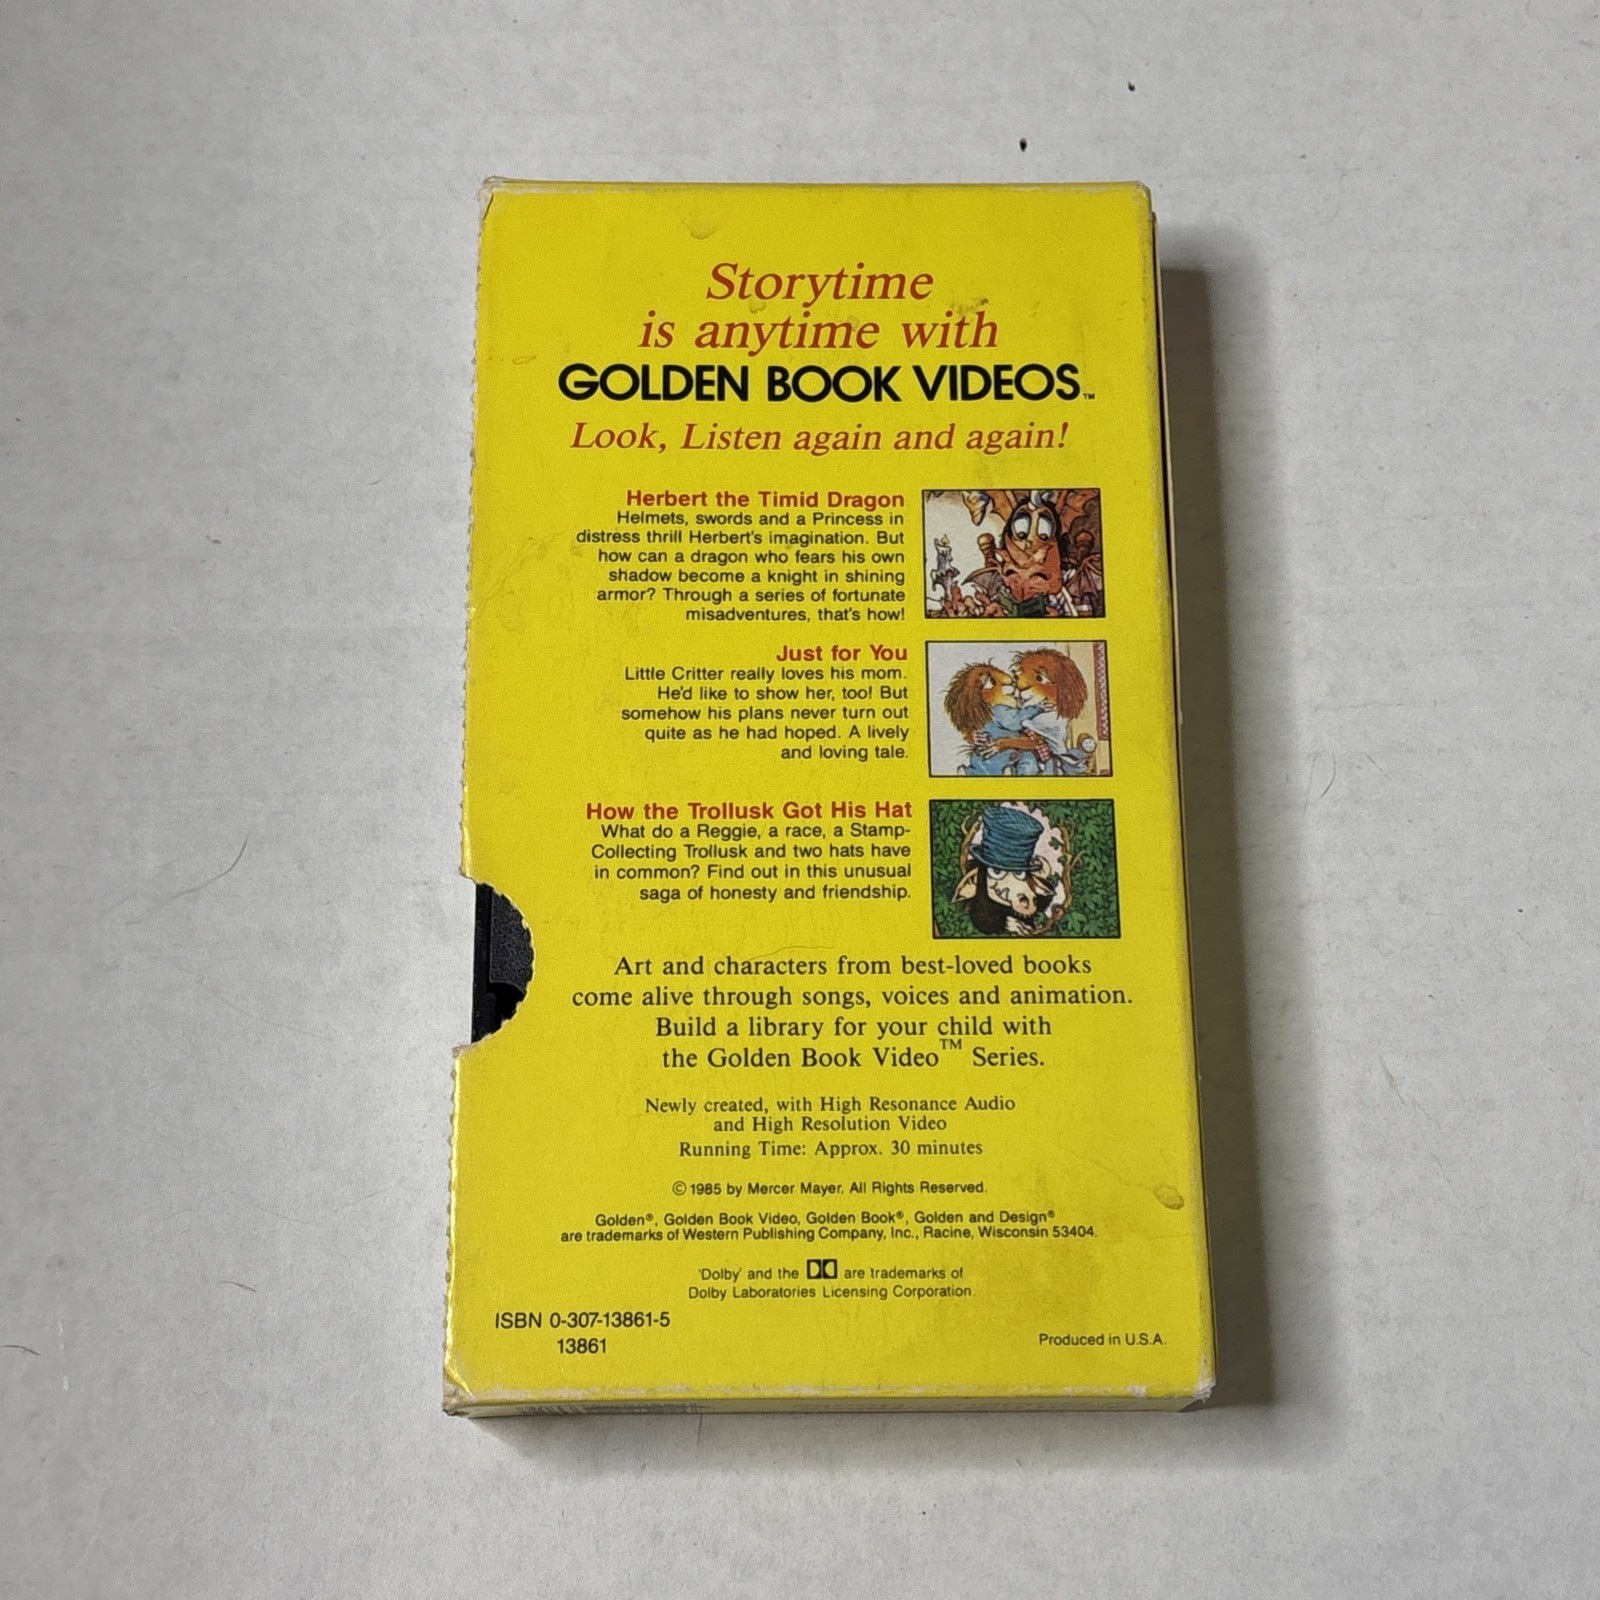 Storytime
is anytime with
GOLDEN BOOK VIDEOS™
Look, Listen again and again!
Herbert the Timid Dragon
Helmets, swords and a Princess in
distress thrill Herbert's imagination. But
how can a dragon who fears his own
shadow become a knight in shining
armor? Through a series of fortunate
misadventures, that's how!
Just for You
Little Critter really loves his mom.
He'd like to show her, too! But
somehow his plans never turn out
quite as he had hoped. A lively
and loving tale.
How the Trollusk Got His Hat
What do a Reggie, a race, a Stamp-
Collecting Trollusk and two hats have
in common? Find out in this unusual
saga of honesty and friendship.
Art and characters from best-loved books
come alive through songs, voices and animation.
Build a library for your child with
the Golden Book Video™ Series.
Newly created, with High Resonance Audio
and High Resolution Video
Running Time: Approx. 30 minutes
© 1985 by Mercer Mayer. All Rights Reserved.
Golden®, Golden Book Video, Golden Book®, Golden and Design®
are trademarks of Western Publishing Company, Inc., Racine, Wisconsin 53404.
'Dolby' and the are trademarks of
Dolby Laboratories Licensing Corporation.
ISBN 0-307-13861-5
13861
Produced in U.S.A.